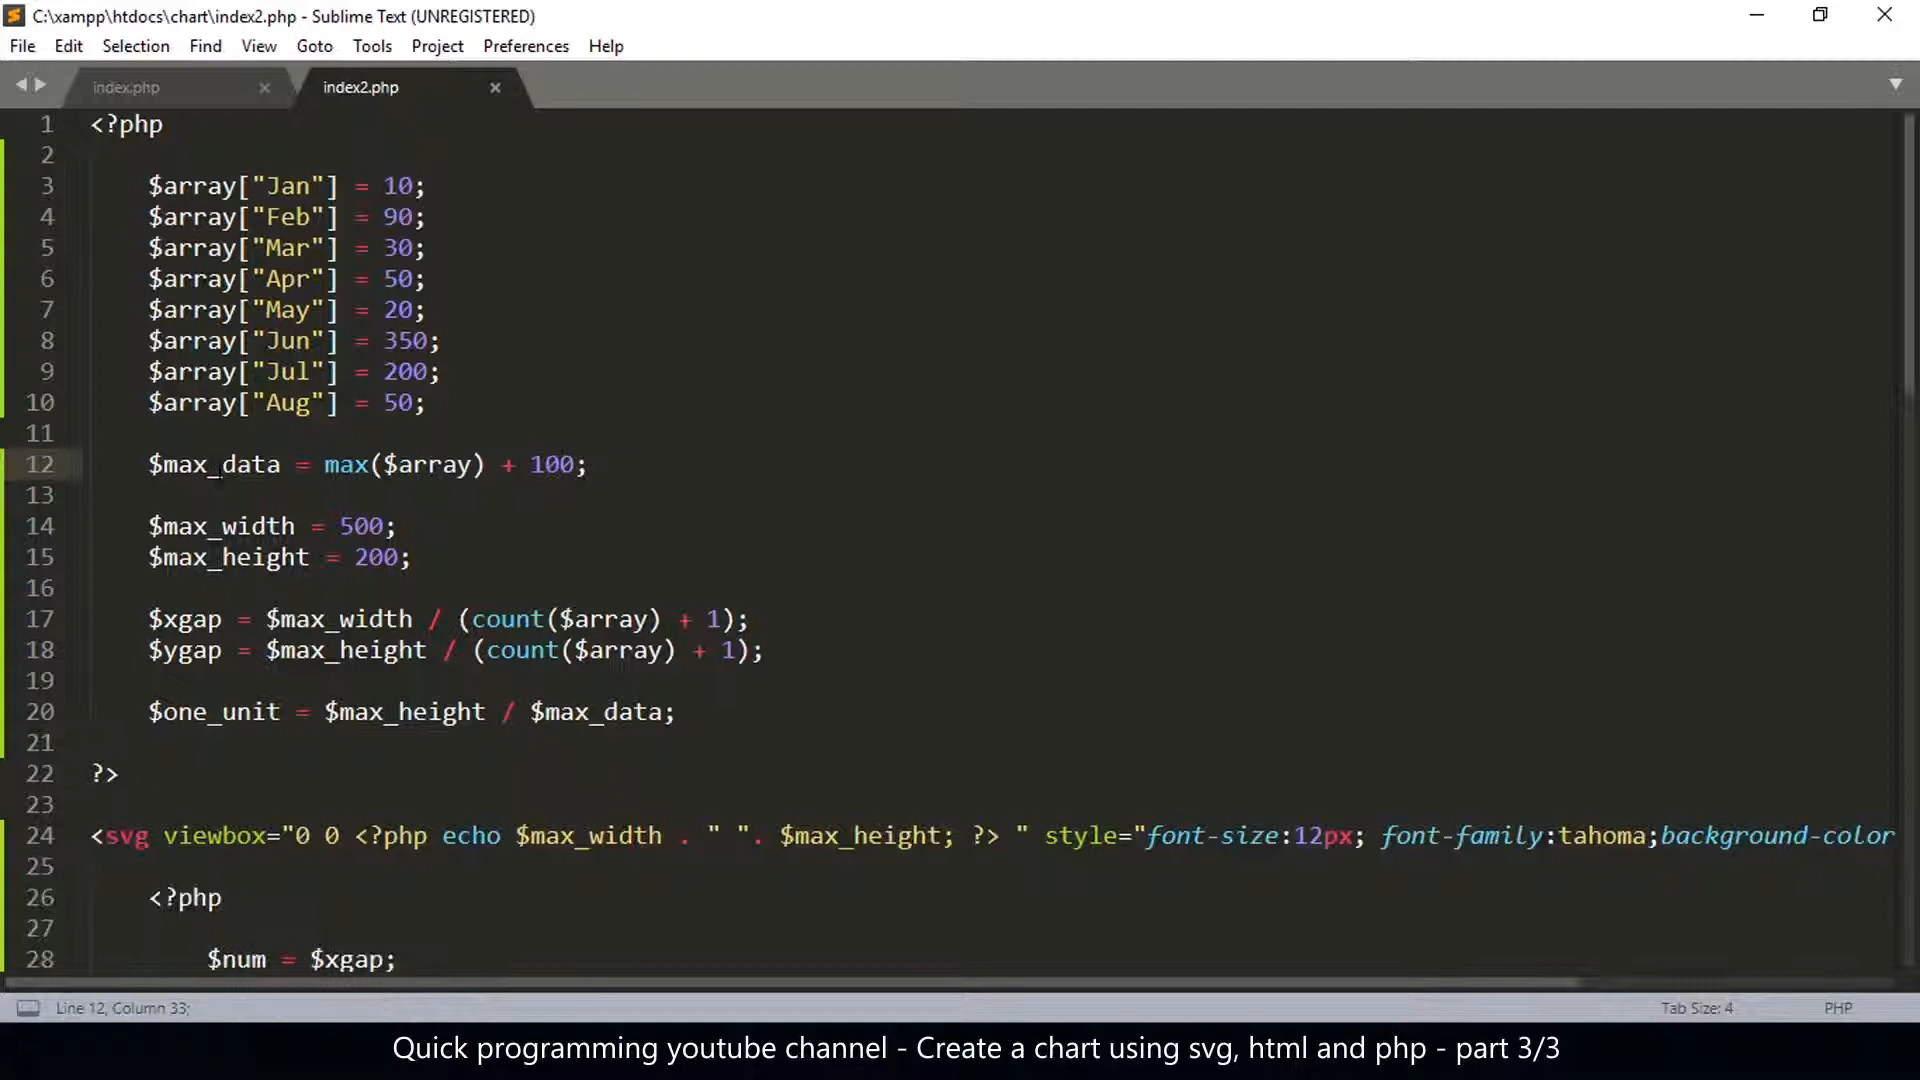 C:\xampp\htdocs\chart\index2.php - Sublime Text (UNREGISTERED)
File Edit Selection Find View Goto Tools Project Preferences Help
index.php × index2.php ×
1 <?php
2
3 $array["Jan"] = 10;
4 $array["Feb"] = 90;
5 $array["Mar"] = 30;
6 $array["Apr"] = 50;
7 $array["May"] = 20;
8 $array["Jun"] = 350;
9 $array["Jul"] = 200;
10 $array["Aug"] = 50;
11
12 $max_data = max($array) + 100;
13
14 $max_width = 500;
15 $max_height = 200;
16
17 $xgap = $max_width / (count($array) + 1);
18 $ygap = $max_height / (count($array) + 1);
19
20 $one_unit = $max_height / $max_data;
21
22 ?>
23
24 <svg viewbox="0 0 <?php echo $max_width . " ". $max_height; ?> " style="font-size:12px; font-family:tahoma;background-color
25
26 <?php
27
28 $num = $xgap;
Line 12, Column 33; Tab Size: 4 PHP
Quick programming youtube channel - Create a chart using svg, html and php - part 3/3